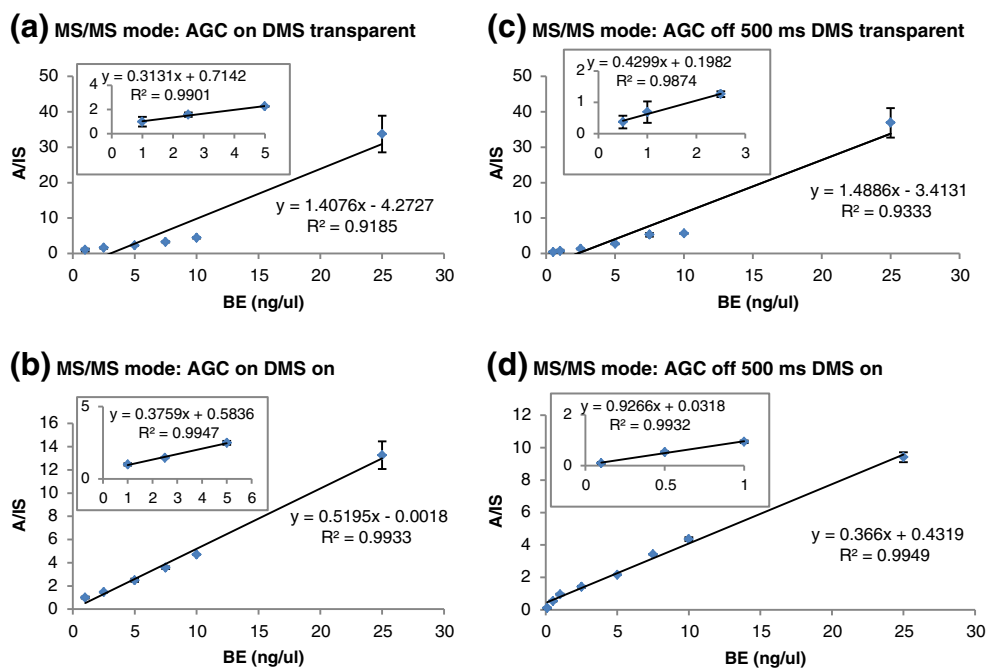 (a) MS/MS mode: AGC on DMS transparent
y = 0.3131x + 0.7142
R² = 0.9901
4
2
0
0 1 2 3 4 5
50
40
30
20
10
0
A/IS
y = 1.4076x - 4.2727
R² = 0.9185
0 5 10 15 20 25 30
BE (ng/ul)
(c) MS/MS mode: AGC off 500 ms DMS transparent
y = 0.4299x + 0.1982
R² = 0.9874
2
1
0
0 1 2 3
50
40
30
20
10
0
A/IS
y = 1.4886x - 3.4131
R² = 0.9333
0 5 10 15 20 25 30
BE (ng/ul)
(b) MS/MS mode: AGC on DMS on
y = 0.3759x + 0.5836
R² = 0.9947
5
0
0 1 2 3 4 5 6
16
14
12
10
8
6
4
2
0
A/IS
y = 0.5195x - 0.0018
R² = 0.9933
0 5 10 15 20 25 30
BE (ng/ul)
(d) MS/MS mode: AGC off 500 ms DMS on
y = 0.9266x + 0.0318
R² = 0.9932
2
0
0 0.5 1
12
10
8
6
4
2
0
A/IS
y = 0.366x + 0.4319
R² = 0.9949
0 5 10 15 20 25 30
BE (ng/ul)